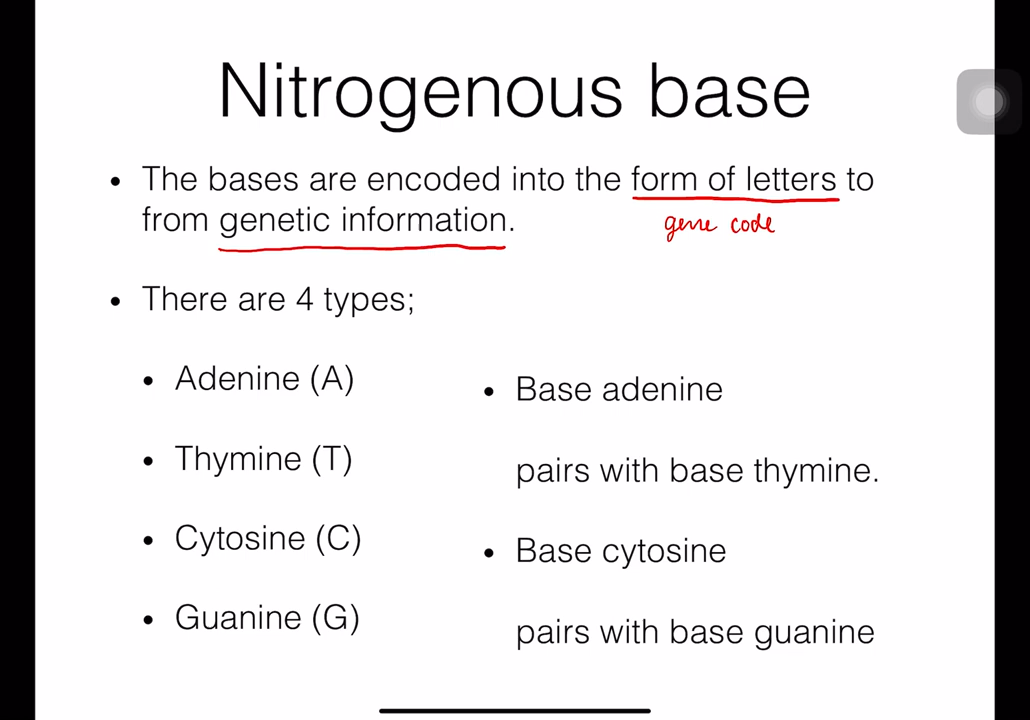 Nitrogenous base
• The bases are encoded into the form of letters to
from genetic information.
gene code
• There are 4 types;
• Adenine (A)
• Thymine (T)
• Cytosine (C)
• Guanine (G)
• Base adenine
pairs with base thymine.
• Base cytosine
pairs with base guanine